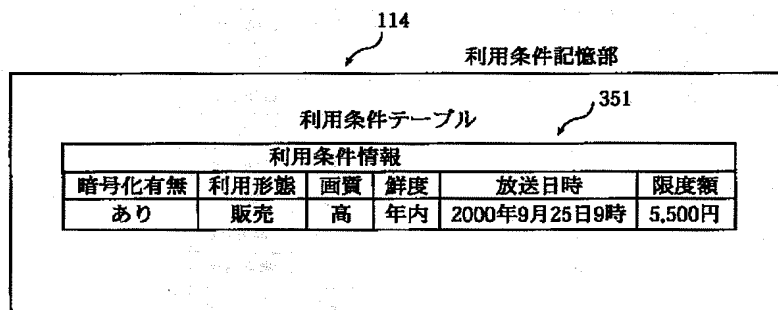 114
利用条件記憶部
利用条件テーブル
351
利用条件情報
暗号化有無 利用形態 画質 鮮度 放送日時 限度額
あり 販売 高 年内 2000年9月25日9時 5,500円